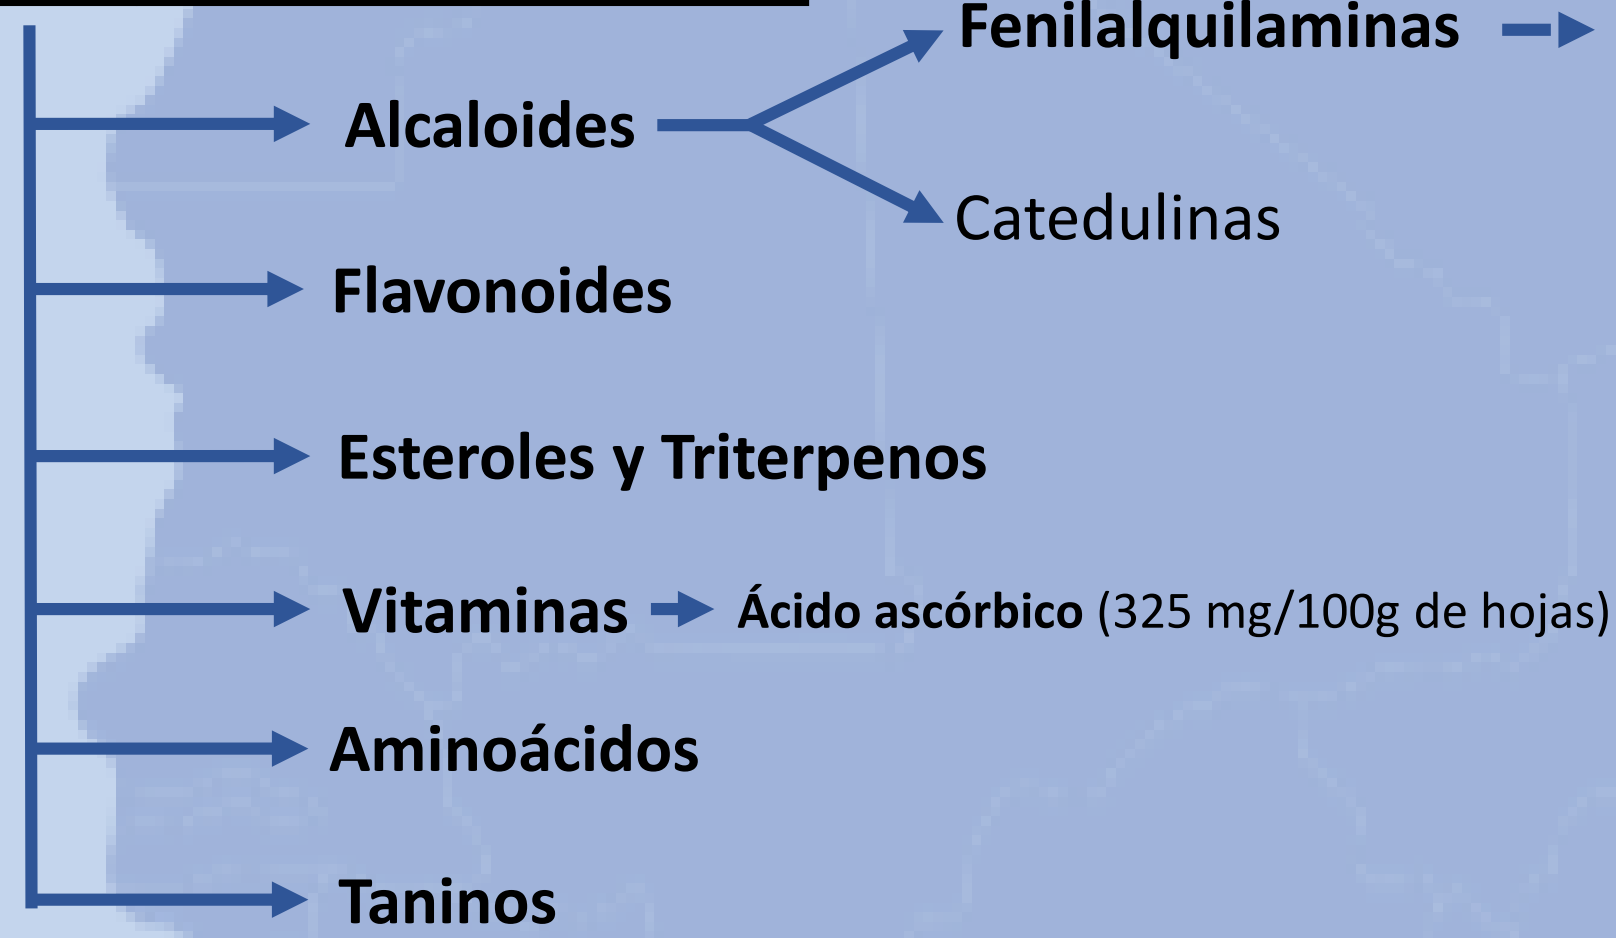 Fenilalquilaminas
Alcaloides
Catedulinas
Flavonoides
Esteroles y Triterpenos
Vitaminas Ácido ascórbico (325 mg/100g de hojas)
Aminoácidos
Taninos